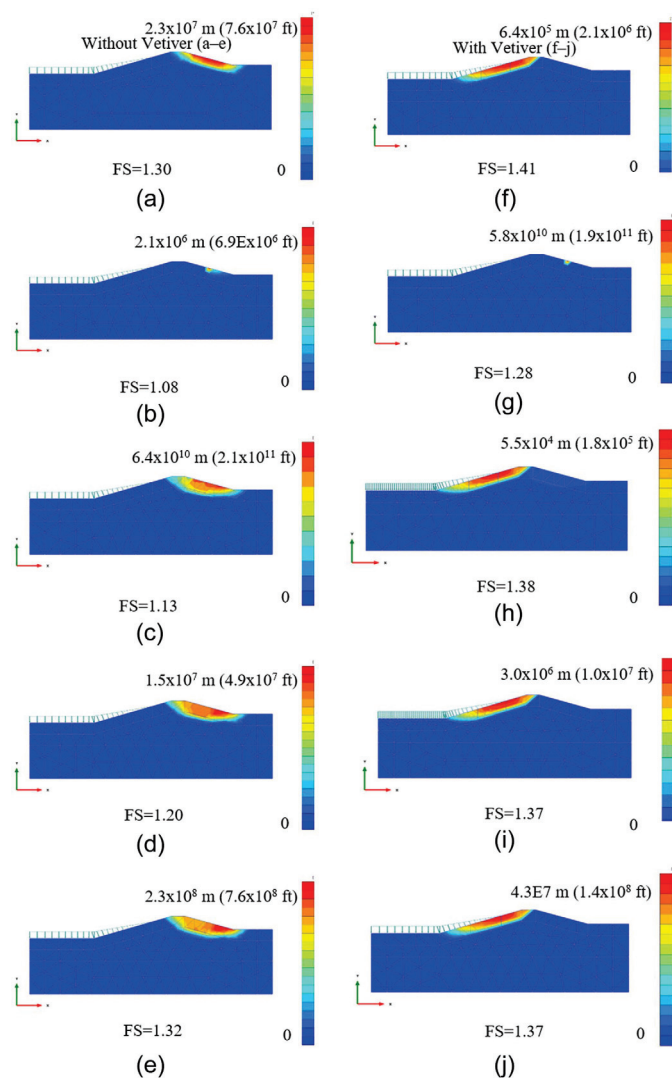 2.3x10⁷ m (7.6x10⁷ ft)
Without Vetiver (a–e)
FS=1.30
0
(a)
6.4x10⁵ m (2.1x10⁶ ft)
With Vetiver (f–j)
FS=1.41
0
(f)
2.1x10⁶ m (6.9Ex10⁶ ft)
FS=1.08
0
(b)
5.8x10¹⁰ m (1.9x10¹¹ ft)
FS=1.28
0
(g)
6.4x10¹⁰ m (2.1x10¹¹ ft)
FS=1.13
0
(c)
5.5x10⁴ m (1.8x10⁵ ft)
FS=1.38
0
(h)
1.5x10⁷ m (4.9x10⁷ ft)
FS=1.20
0
(d)
3.0x10⁶ m (1.0x10⁷ ft)
FS=1.37
0
(i)
2.3x10⁸ m (7.6x10⁸ ft)
FS=1.32
0
(e)
4.3E7 m (1.4x10⁸ ft)
FS=1.37
0
(j)